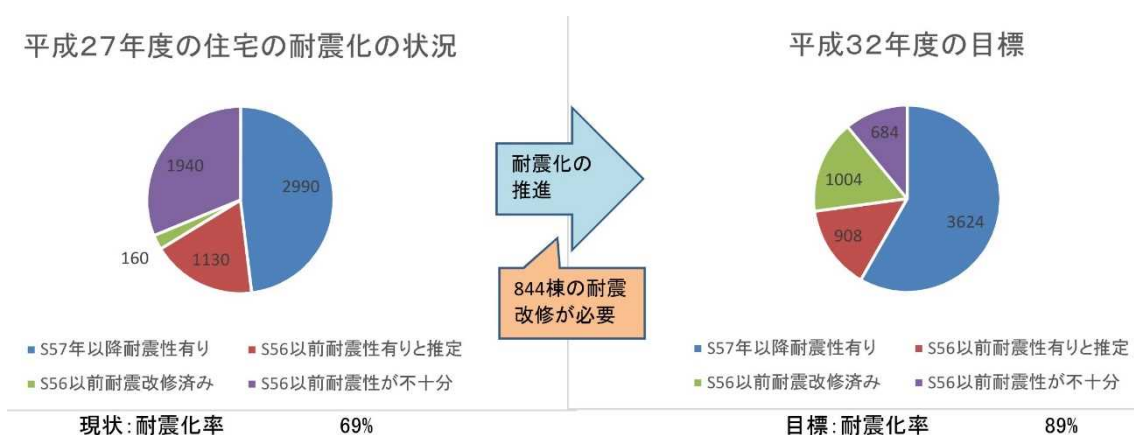 平成27年度の住宅の耐震化の状況
1940
2990
160
1130
■ S57年以降耐震性有り ■ S56以前耐震性有りと推定
■ S56以前耐震改修済み ■ S56以前耐震性が不十分
現状:耐震化率 69%
耐震化の
推進
844棟の耐震
改修が必要
平成32年度の目標
684
1004
3624
908
■ S57年以降耐震性有り ■ S56以前耐震性有りと推定
■ S56以前耐震改修済み ■ S56以前耐震性が不十分
目標:耐震化率 89%